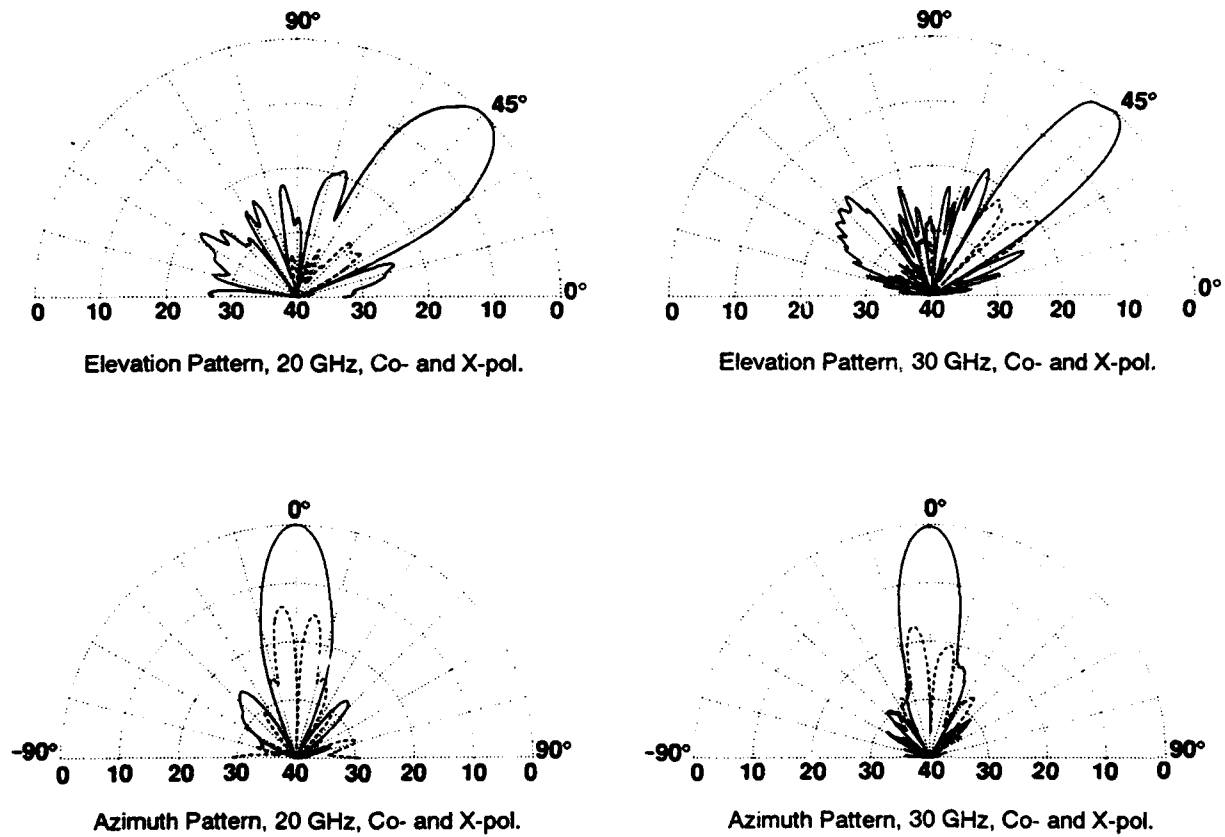 90°
90°
45°
45°
0°
0°
0 10 20 30 40 30 20 10 0
0 10 20 30 40 30 20 10 0
Elevation Pattern, 20 GHz, Co- and X-pol.
Elevation Pattern, 30 GHz, Co- and X-pol.
0°
0°
-90°
90°
-90°
90°
0 10 20 30 40 30 20 10 0
0 10 20 30 40 30 20 10 0
Azimuth Pattern, 20 GHz, Co- and X-pol.
Azimuth Pattern, 30 GHz, Co- and X-pol.